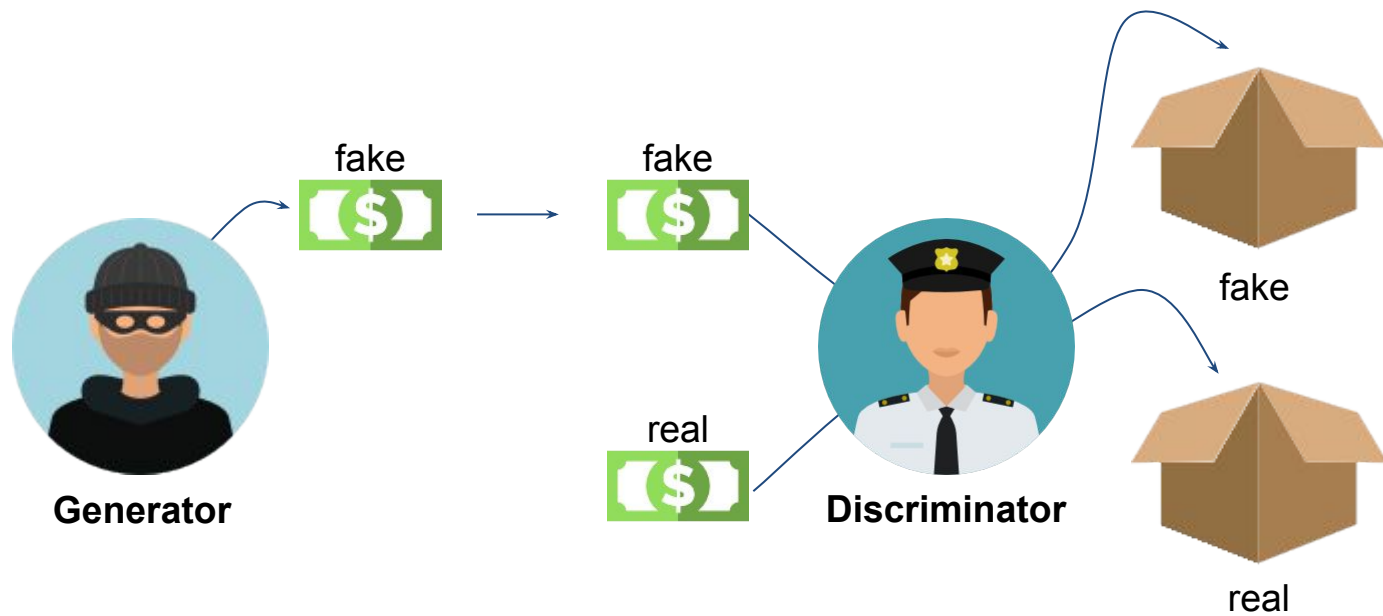 fake
$
fake
$
fake
real
$
Generator
Discriminator
real